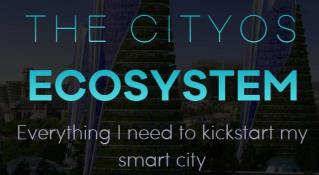 THE CITYOS
ECOSYSTEM
Everything I need to kickstart my
smart city